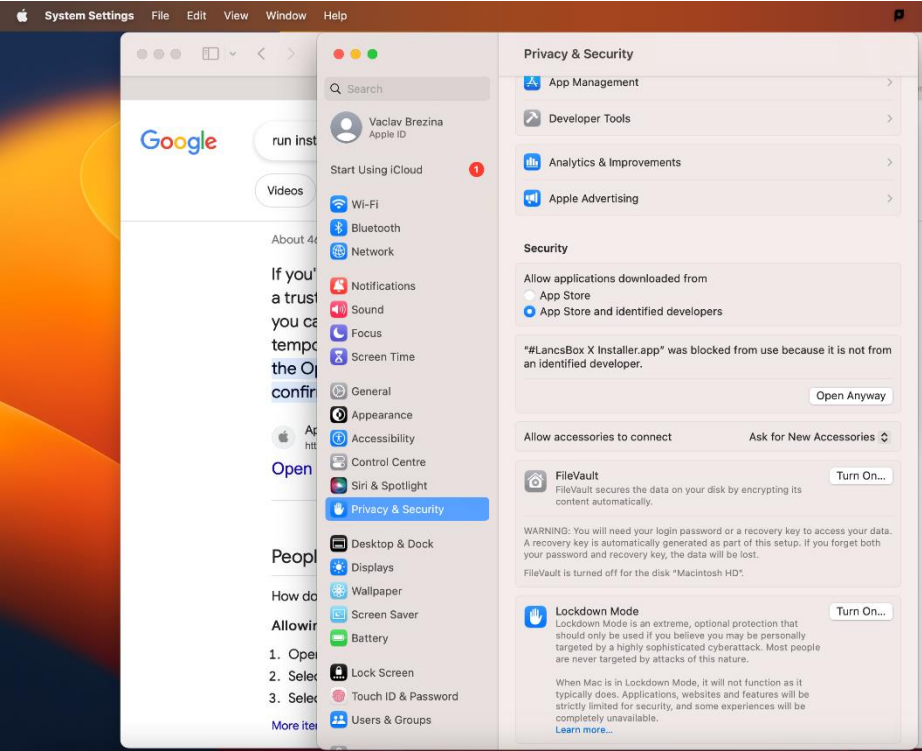 System Settings File Edit View Window Help
Google
run inst
Videos
About 46
If you'
a trust
you ca
tempo
the Op
confir
Ap
htt
Open
Peopl
How do
Allowin
1. Open
2. Selec
3. Selec
More iter
Search
Vaclav Brezina
Apple ID
Start Using iCloud 1
Wi-Fi
Bluetooth
Network
Notifications
Sound
Focus
Screen Time
General
Appearance
Accessibility
Control Centre
Siri & Spotlight
Privacy & Security
Desktop & Dock
Displays
Wallpaper
Screen Saver
Battery
Lock Screen
Touch ID & Password
Users & Groups
Privacy & Security
App Management
Developer Tools
Analytics & Improvements
Apple Advertising
Security
Allow applications downloaded from
App Store
App Store and identified developers
"#LancsBox X Installer.app" was blocked from use because it is not from
an identified developer.
Open Anyway
Allow accessories to connect Ask for New Accessories
FileVault Turn On...
FileVault secures the data on your disk by encrypting its
content automatically.
WARNING: You will need your login password or a recovery key to access your data.
A recovery key is automatically generated as part of this setup. If you forget both
your password and recovery key, the data will be lost.
FileVault is turned off for the disk "Macintosh HD".
Lockdown Mode Turn On...
Lockdown Mode is an extreme, optional protection that
should only be used if you believe you may be personally
targeted by a highly sophisticated cyberattack. Most people
are never targeted by attacks of this nature.
When Mac is in Lockdown Mode, it will not function as it
typically does. Applications, websites and features will be
strictly limited for security, and some experiences will be
completely unavailable.
Learn more...